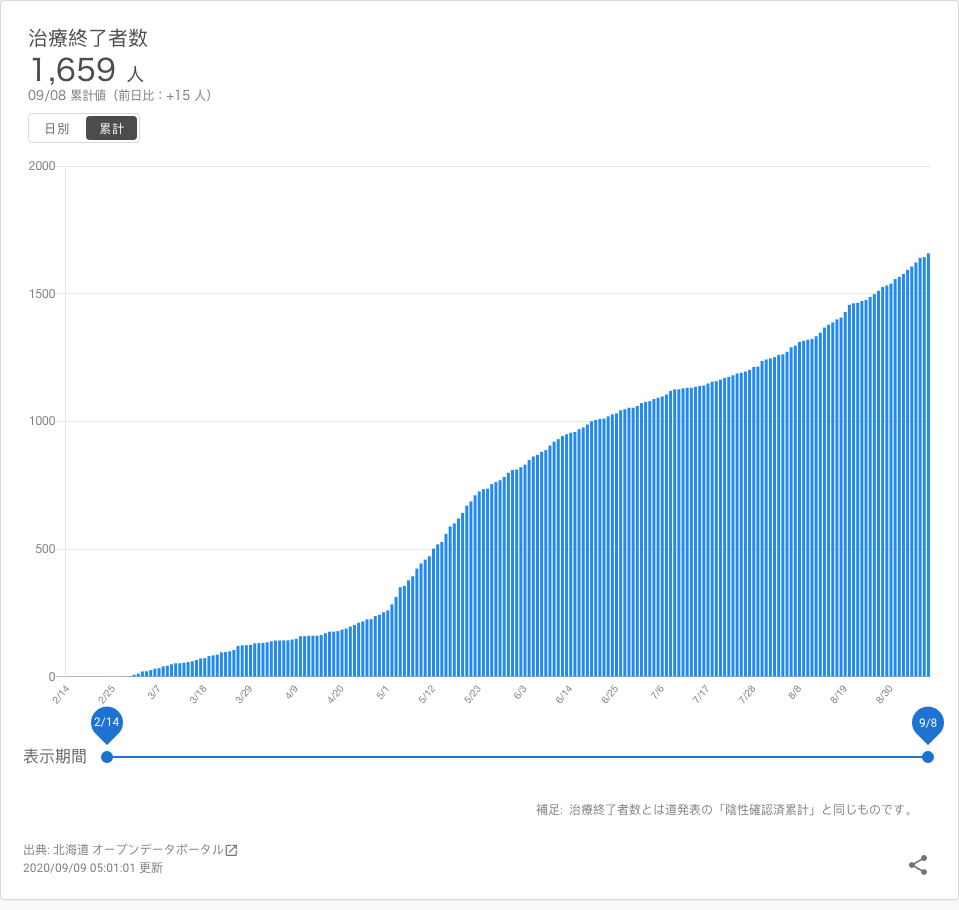 治療終了者数
1,659 人
09/08 累計値（前日比：+15 人）
日別 累計
2000
1500
1000
500
0
2/14 2/25 3/7 3/18 3/29 4/9 4/20 5/1 5/12 5/23 6/3 6/14 6/25 7/6 7/17 7/28 8/8 8/19 8/30
2/14 9/8
表示期間
補足: 治療終了者数とは道発表の「陰性確認済累計」と同じものです。
出典: 北海道 オープンデータポータル
2020/09/09 05:01:01 更新